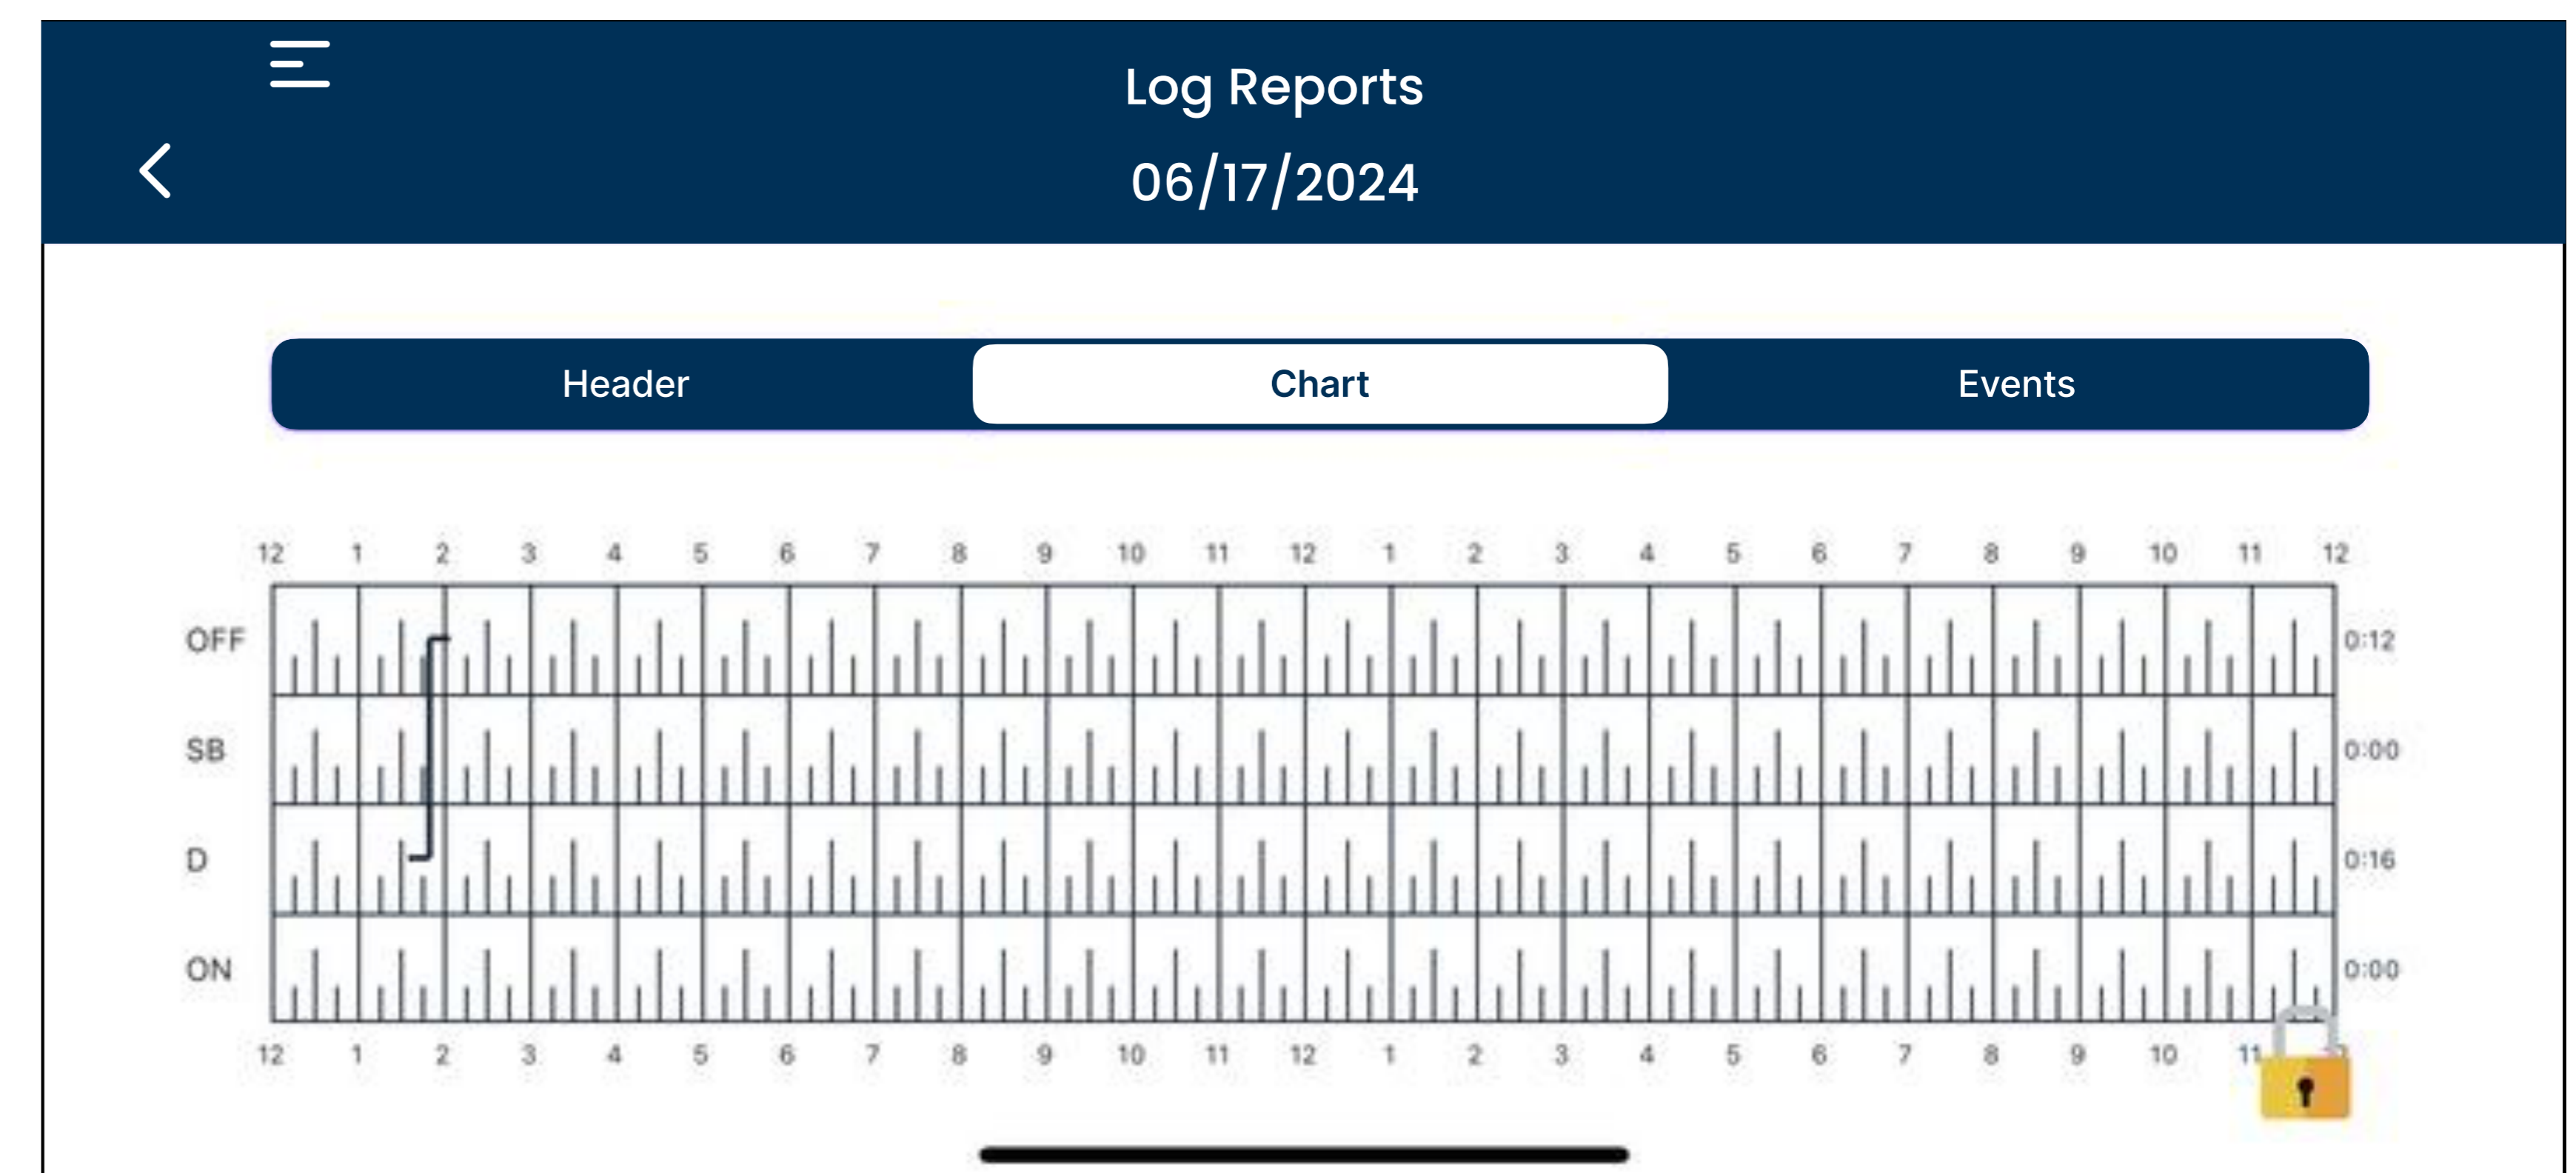 Log Reports
06/17/2024
Header Chart Events
12 1 2 3 4 5 6 7 8 9 10 11 12 1 2 3 4 5 6 7 8 9 10 11 12
OFF 0:12
SB 0:00
D 0:16
ON 0:00
12 1 2 3 4 5 6 7 8 9 10 11 12 1 2 3 4 5 6 7 8 9 10 11